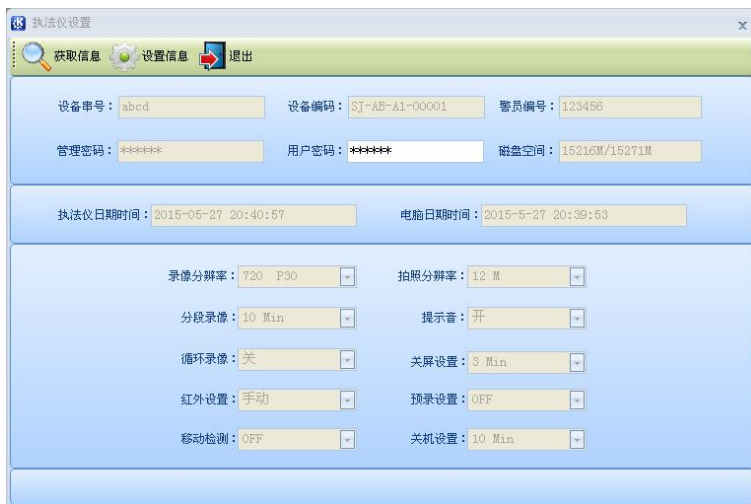 执法仪设置
获取信息 设置信息 退出
设备串号：abcd 设备编码：SJ-AB-A1-00001 警员编号：123456
管理密码：****** 用户密码：****** 磁盘空间：15216M/15271M
执法仪日期时间：2015-05-27 20:40:57 电脑日期时间：2015-5-27 20:39:53
录像分辨率：720 P30 拍照分辨率：12 M
分段录像：10 Min 提示音：开
循环录像：关 关屏设置：3 Min
红外设置：手动 预录设置：OFF
移动检测：OFF 关机设置：10 Min